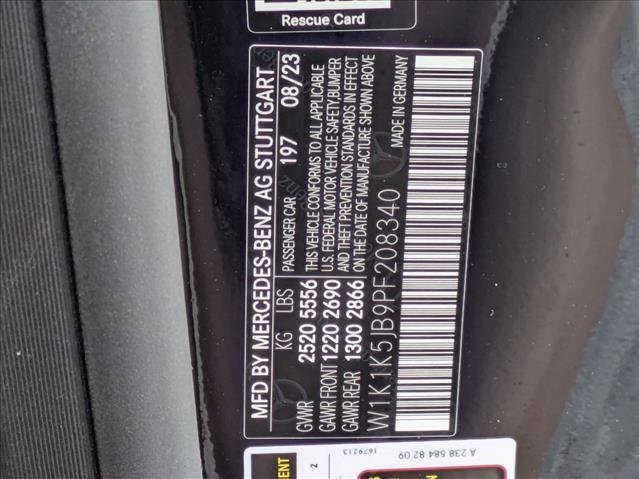 Rescue Card
MFD BY MERCEDES-BENZ AG STUTTGART
KG LBS PASSENGER CAR 197 08/23
GVWR 2520 5556 THIS VEHICLE CONFORMS TO ALL APPLICABLE
U.S. FEDERAL MOTOR VEHICLE SAFETY,BUMPER
GAWR FRONT 1220 2690 AND THEFT PREVENTION STANDARDS IN EFFECT
GAWR REAR 1300 2866 ON THE DATE OF MANUFACTURE SHOWN ABOVE
W1K1K5JB9PF208340 MADE IN GERMANY
A 238 584 82 09
1679213
2